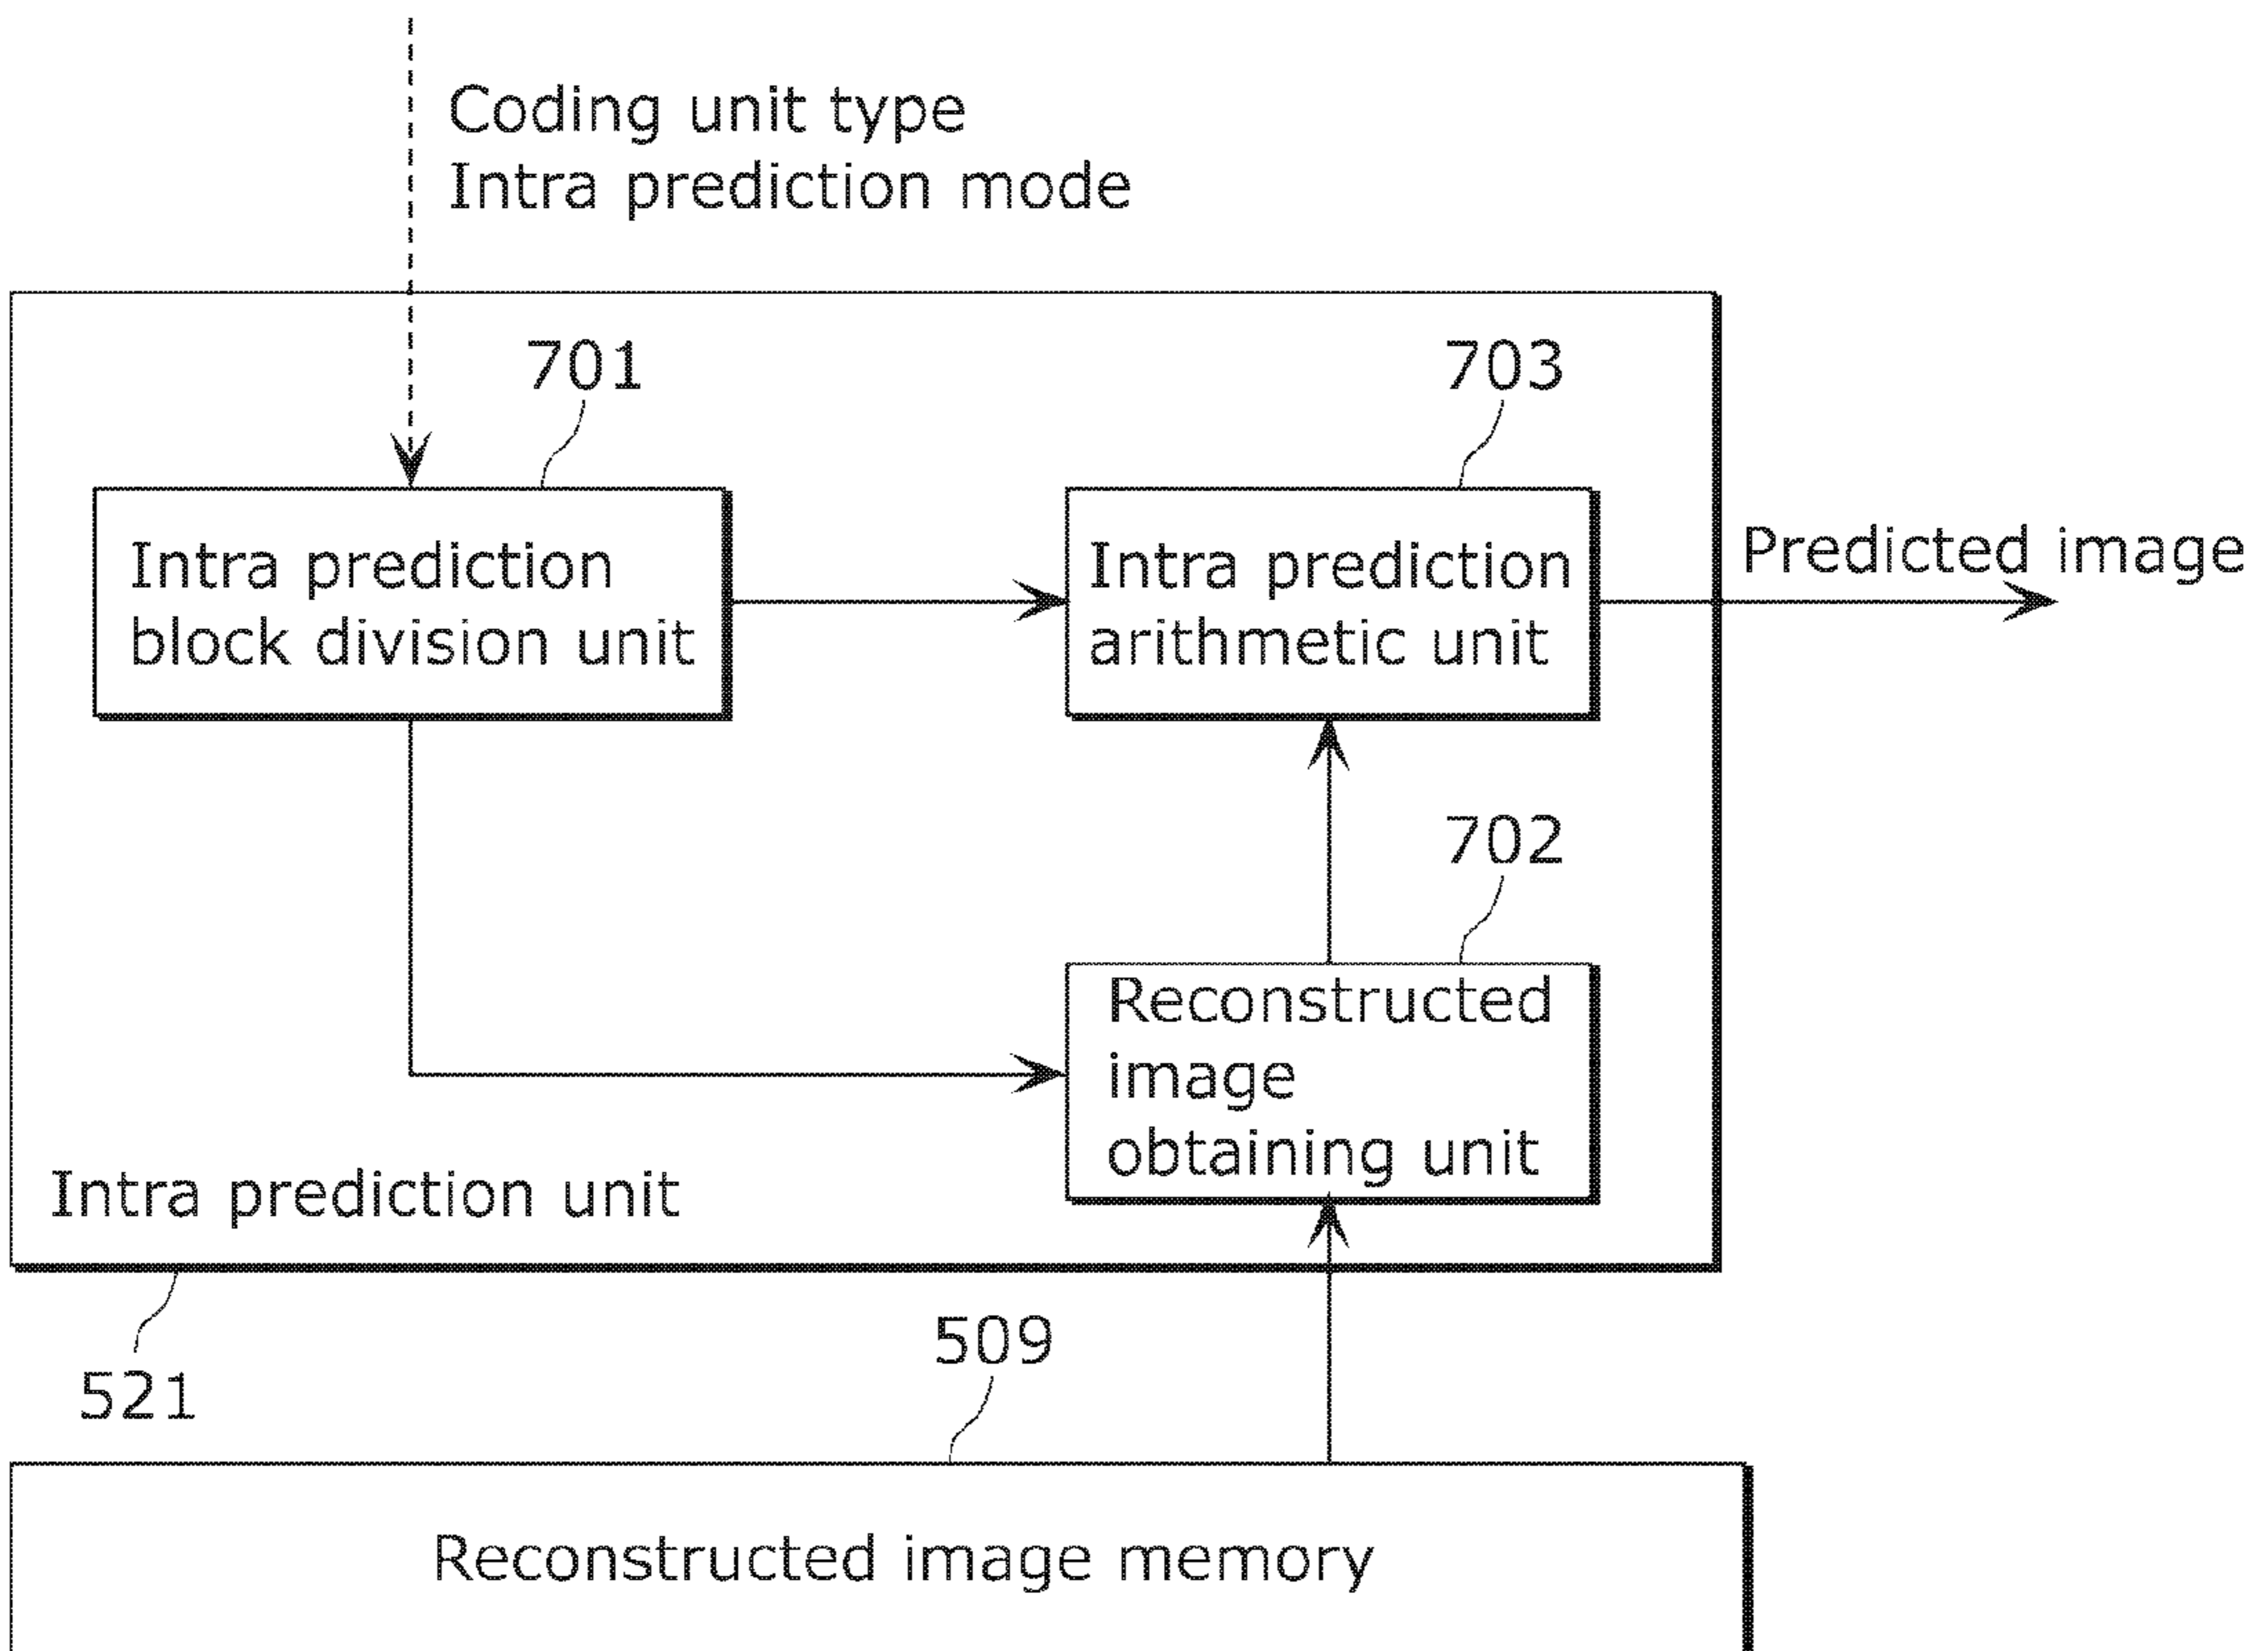 Coding unit type
Intra prediction mode
701
703
Intra prediction
block division unit
Intra prediction
arithmetic unit
Predicted image
702
Reconstructed
image
obtaining unit
Intra prediction unit
521
509
Reconstructed image memory